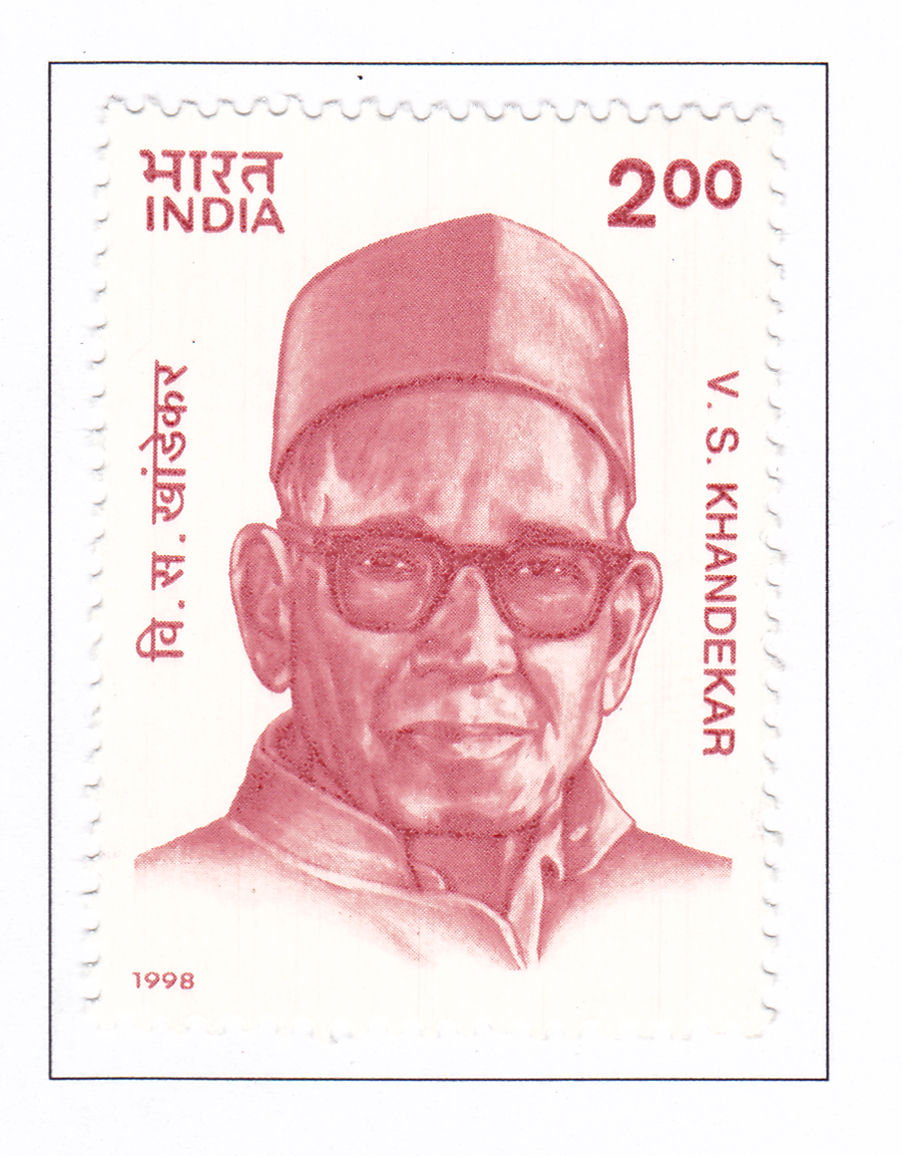 भारत
INDIA
2.00
वि. स. खांडेकर
V. S. KHANDEKAR
1998